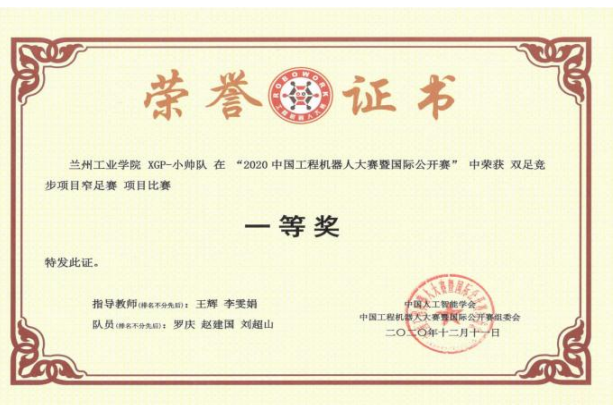 荣誉证书
ROBOWORK
兰州工业学院 XGP-小帅队 在 “2020 中国工程机器人大赛暨国际公开赛” 中荣获 双足竞
步项目窄足赛 项目比赛
一等奖
特发此证。
指导教师(排名不分先后)：王辉 李雯娟
队员(排名不分先后)：罗庆 赵建国 刘超山
中国人工智能学会
中国工程机器人大赛暨国际公开赛组委会
二〇二〇年十二月十一日